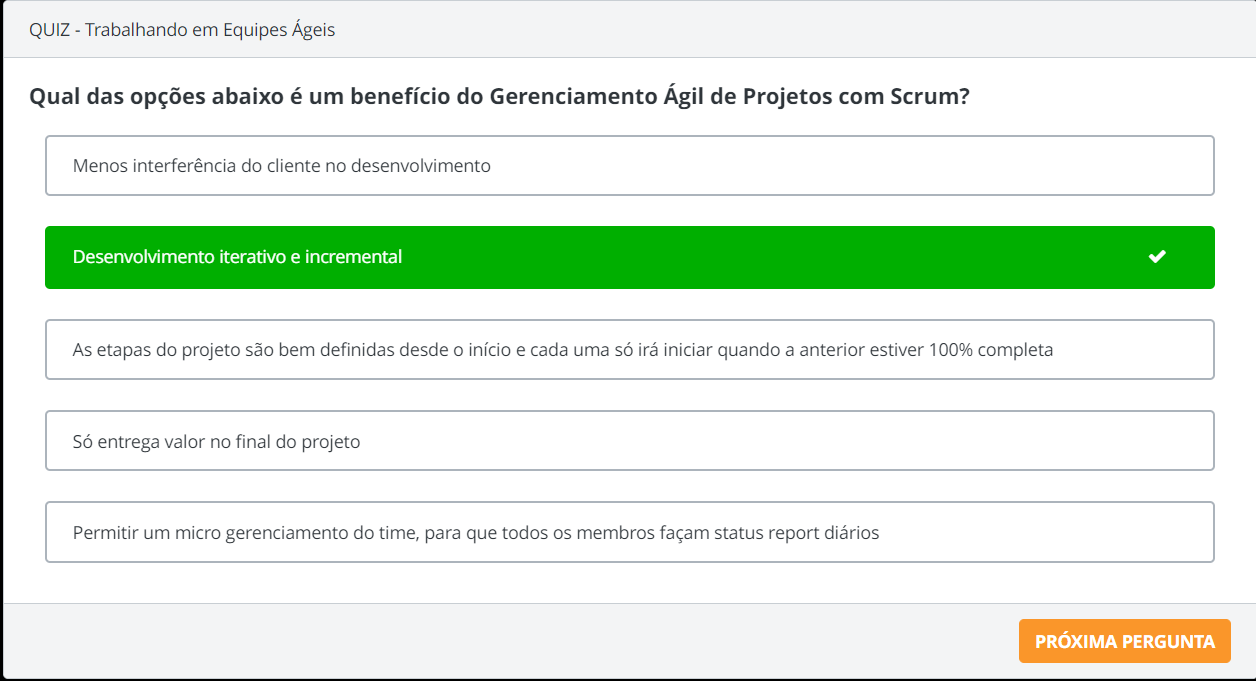 QUIZ - Trabalhando em Equipes Ágeis
Qual das opções abaixo é um benefício do Gerenciamento Ágil de Projetos com Scrum?
Menos interferência do cliente no desenvolvimento
Desenvolvimento iterativo e incremental
As etapas do projeto são bem definidas desde o início e cada uma só irá iniciar quando a anterior estiver 100% completa
Só entrega valor no final do projeto
Permitir um micro gerenciamento do time, para que todos os membros façam status report diários
PRÓXIMA PERGUNTA